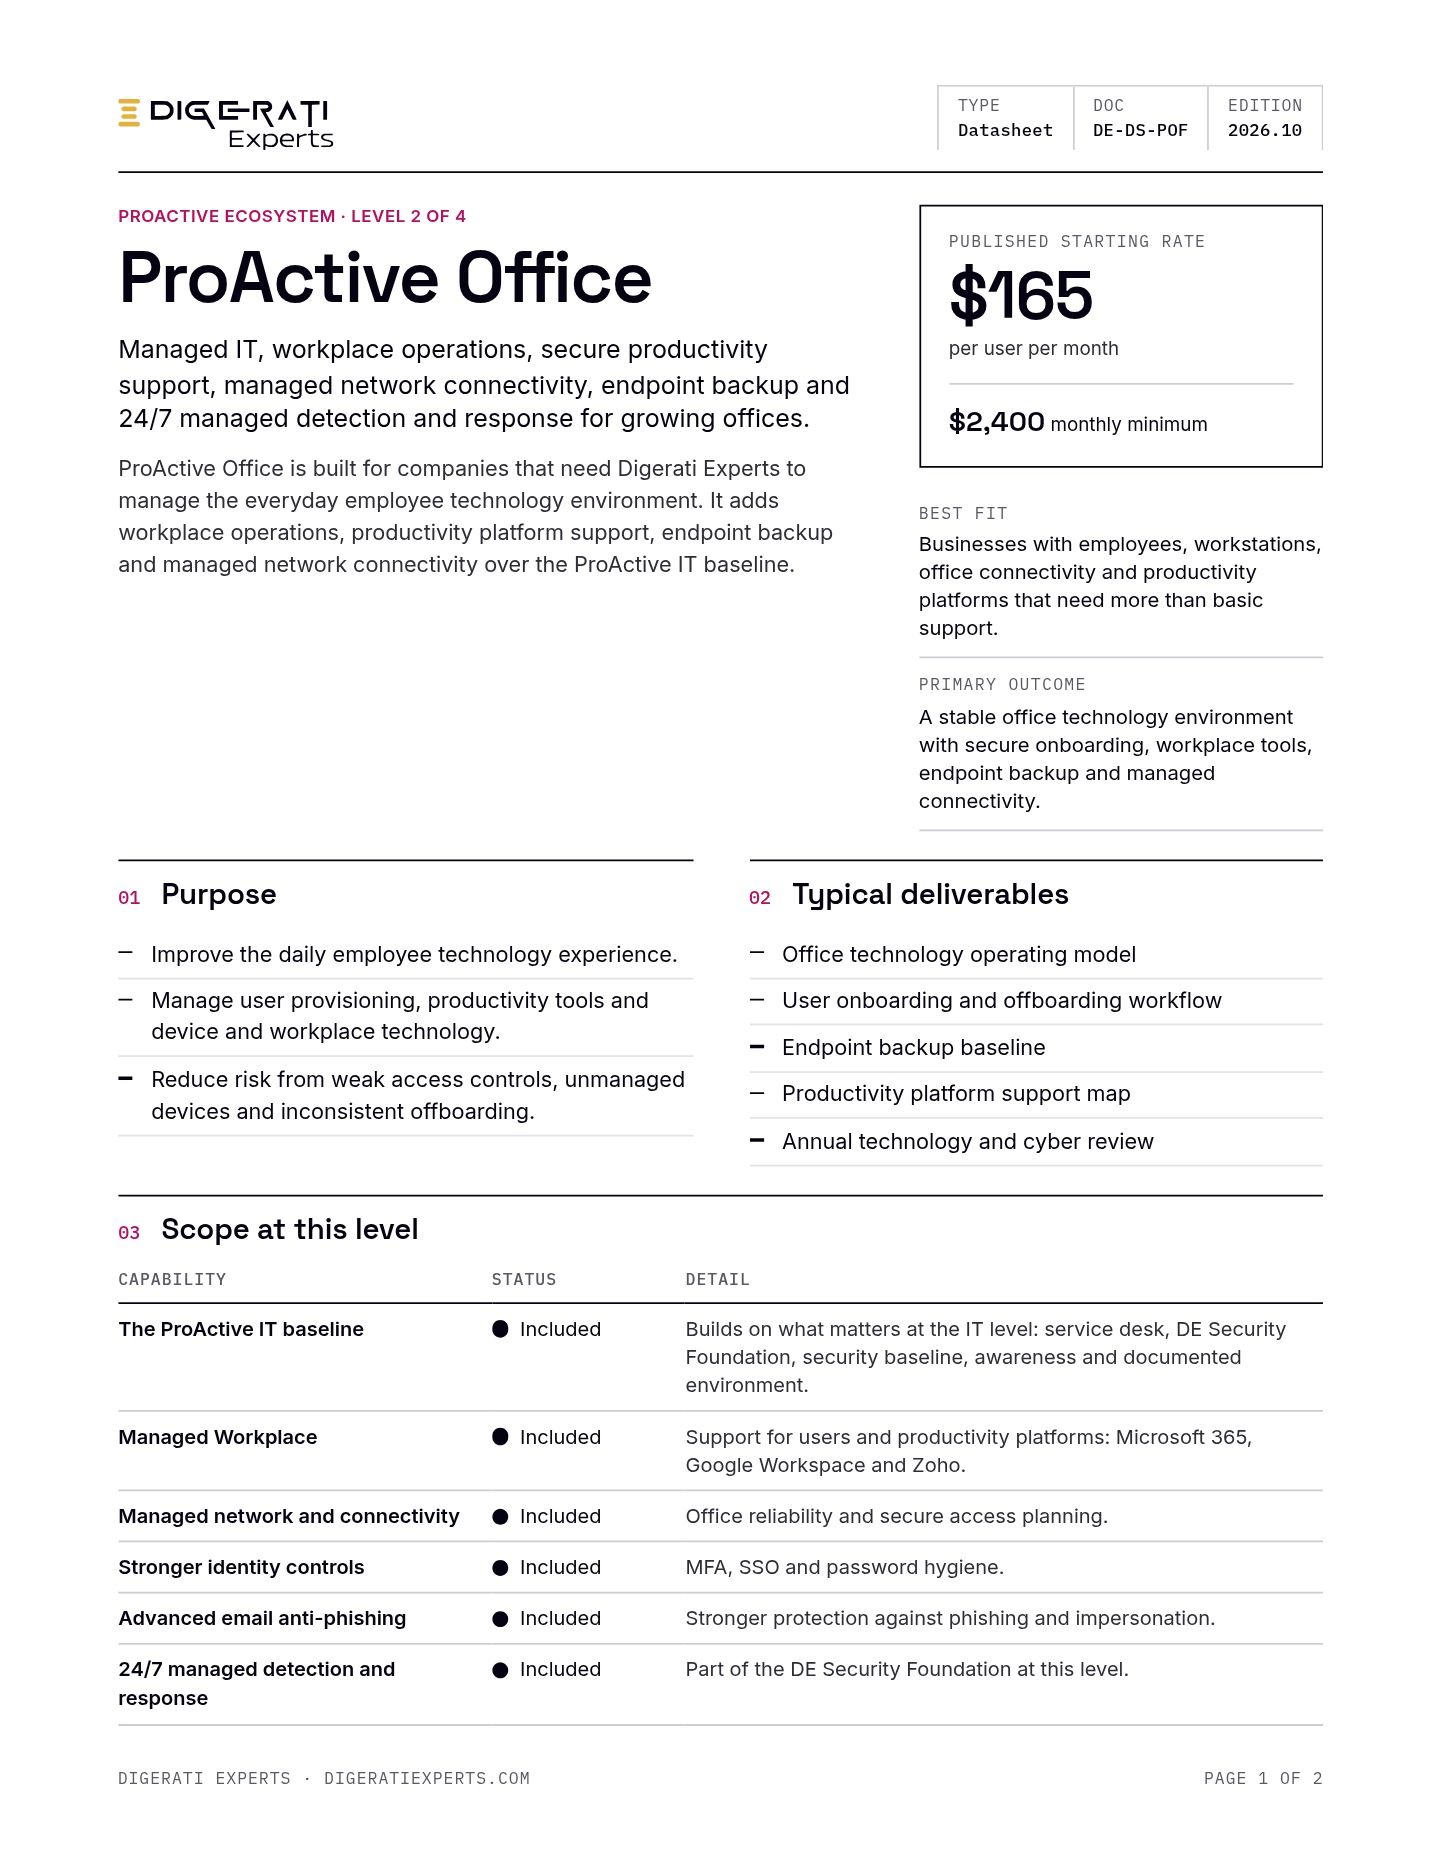 DIGERATI
Experts
TYPE
Datasheet
DOC
DE-DS-POF
EDITION
2026.10
PROACTIVE ECOSYSTEM · LEVEL 2 OF 4
ProActive Office
Managed IT, workplace operations, secure productivity
support, managed network connectivity, endpoint backup and
24/7 managed detection and response for growing offices.
ProActive Office is built for companies that need Digerati Experts to
manage the everyday employee technology environment. It adds
workplace operations, productivity platform support, endpoint backup
and managed network connectivity over the ProActive IT baseline.
PUBLISHED STARTING RATE
$165
per user per month
$2,400 monthly minimum
BEST FIT
Businesses with employees, workstations,
office connectivity and productivity
platforms that need more than basic
support.
PRIMARY OUTCOME
A stable office technology environment
with secure onboarding, workplace tools,
endpoint backup and managed
connectivity.
01 Purpose
– Improve the daily employee technology experience.
– Manage user provisioning, productivity tools and
device and workplace technology.
– Reduce risk from weak access controls, unmanaged
devices and inconsistent offboarding.
02 Typical deliverables
– Office technology operating model
– User onboarding and offboarding workflow
– Endpoint backup baseline
– Productivity platform support map
– Annual technology and cyber review
03 Scope at this level
CAPABILITY STATUS DETAIL
The ProActive IT baseline ● Included Builds on what matters at the IT level: service desk, DE Security
Foundation, security baseline, awareness and documented
environment.
Managed Workplace ● Included Support for users and productivity platforms: Microsoft 365,
Google Workspace and Zoho.
Managed network and connectivity ● Included Office reliability and secure access planning.
Stronger identity controls ● Included MFA, SSO and password hygiene.
Advanced email anti-phishing ● Included Stronger protection against phishing and impersonation.
24/7 managed detection and ● Included Part of the DE Security Foundation at this level.
response
DIGERATI EXPERTS · DIGERATIEXPERTS.COM
PAGE 1 OF 2